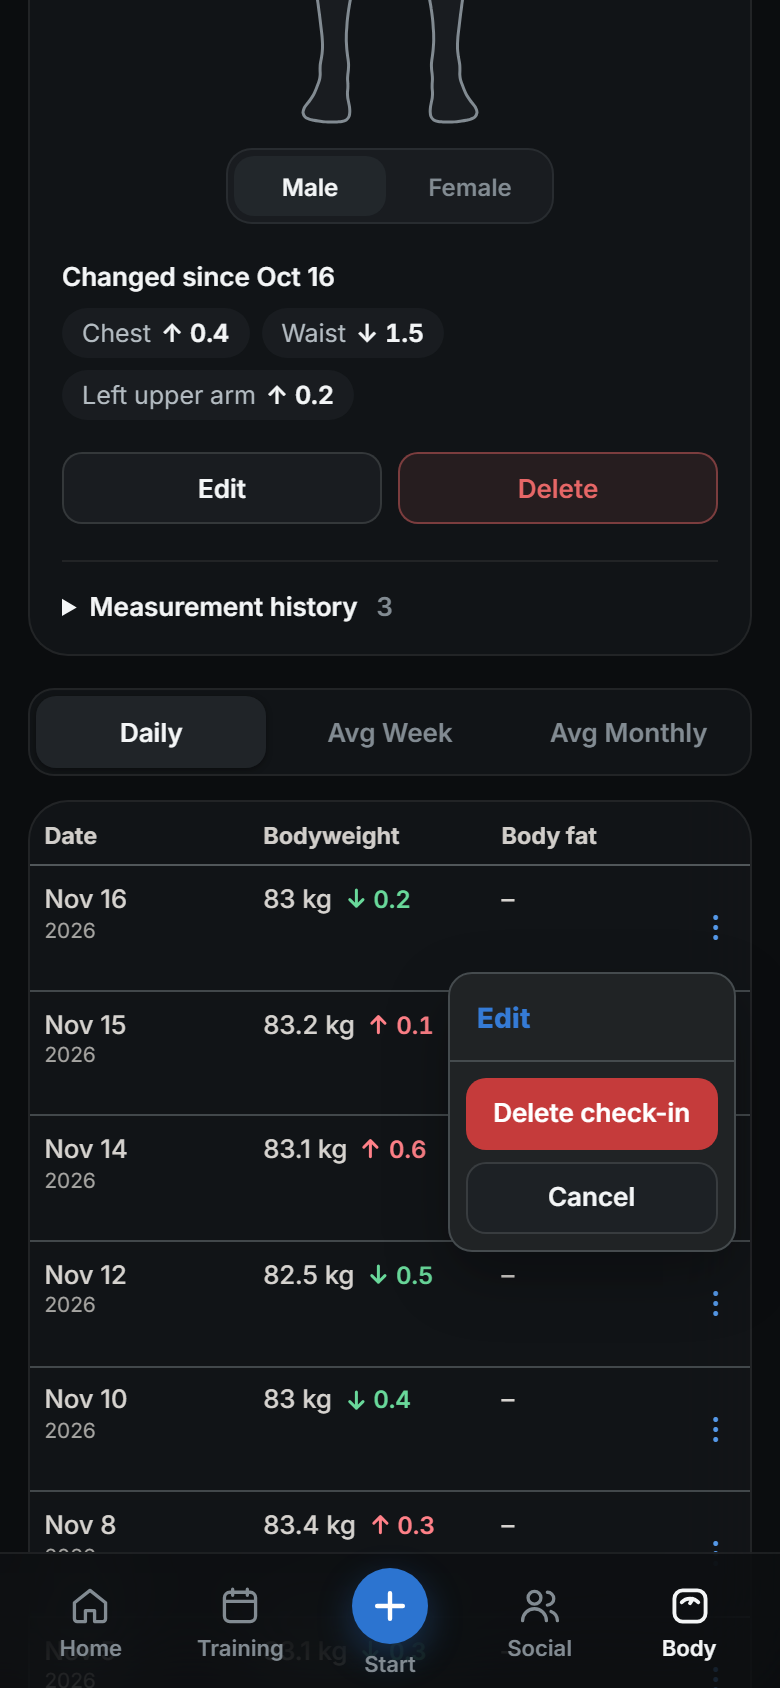 Male Female
Changed since Oct 16
Chest ↑ 0.4 Waist ↓ 1.5
Left upper arm ↑ 0.2
Edit Delete
Measurement history 3
Daily Avg Week Avg Monthly
Date Bodyweight Body fat
Nov 16 83 kg ↓ 0.2 –
2026
Edit
Nov 15 83.2 kg ↑ 0.1
2026
Delete check-in
Nov 14 83.1 kg ↑ 0.6
2026
Cancel
Nov 12 82.5 kg ↓ 0.5 –
2026
Nov 10 83 kg ↓ 0.4 –
2026
Nov 8 83.4 kg ↑ 0.3 –
Home Training Start Social Body
2026